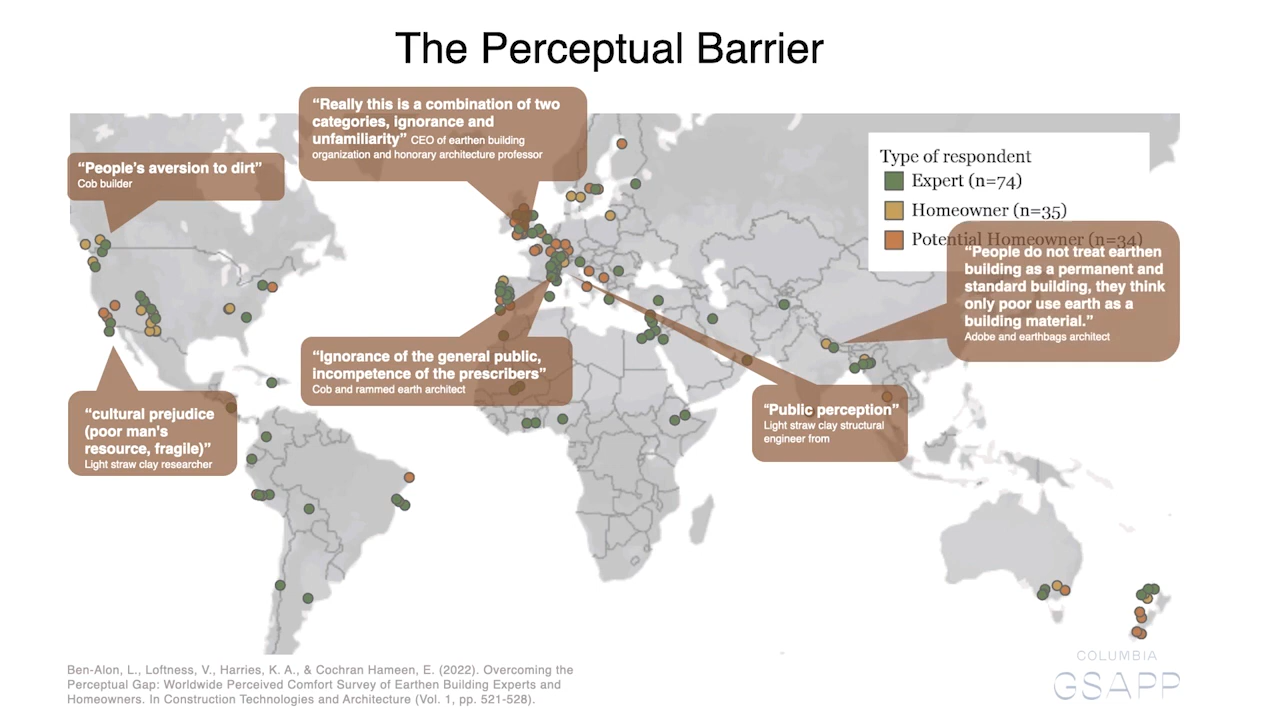 The Perceptual Barrier
“Really this is a combination of two
categories, ignorance and
unfamiliarity” CEO of earthen building
organization and honorary architecture professor
“People’s aversion to dirt”
Cob builder
Type of respondent
Expert (n=74)
Homeowner (n=35)
Potential Homeowner (n=34)
“People do not treat earthen
building as a permanent and
standard building, they think
only poor use earth as a
building material.”
Adobe and earthbags architect
“Ignorance of the general public,
incompetence of the prescribers”
Cob and rammed earth architect
“Public perception”
Light straw clay structural
engineer from
“cultural prejudice
(poor man's
resource, fragile)”
Light straw clay researcher
Ben-Alon, L., Loftness, V., Harries, K. A., & Cochran Hameen, E. (2022). Overcoming the
Perceptual Gap: Worldwide Perceived Comfort Survey of Earthen Building Experts and
Homeowners. In Construction Technologies and Architecture (Vol. 1, pp. 521-528).
COLUMBIA
GSAPP